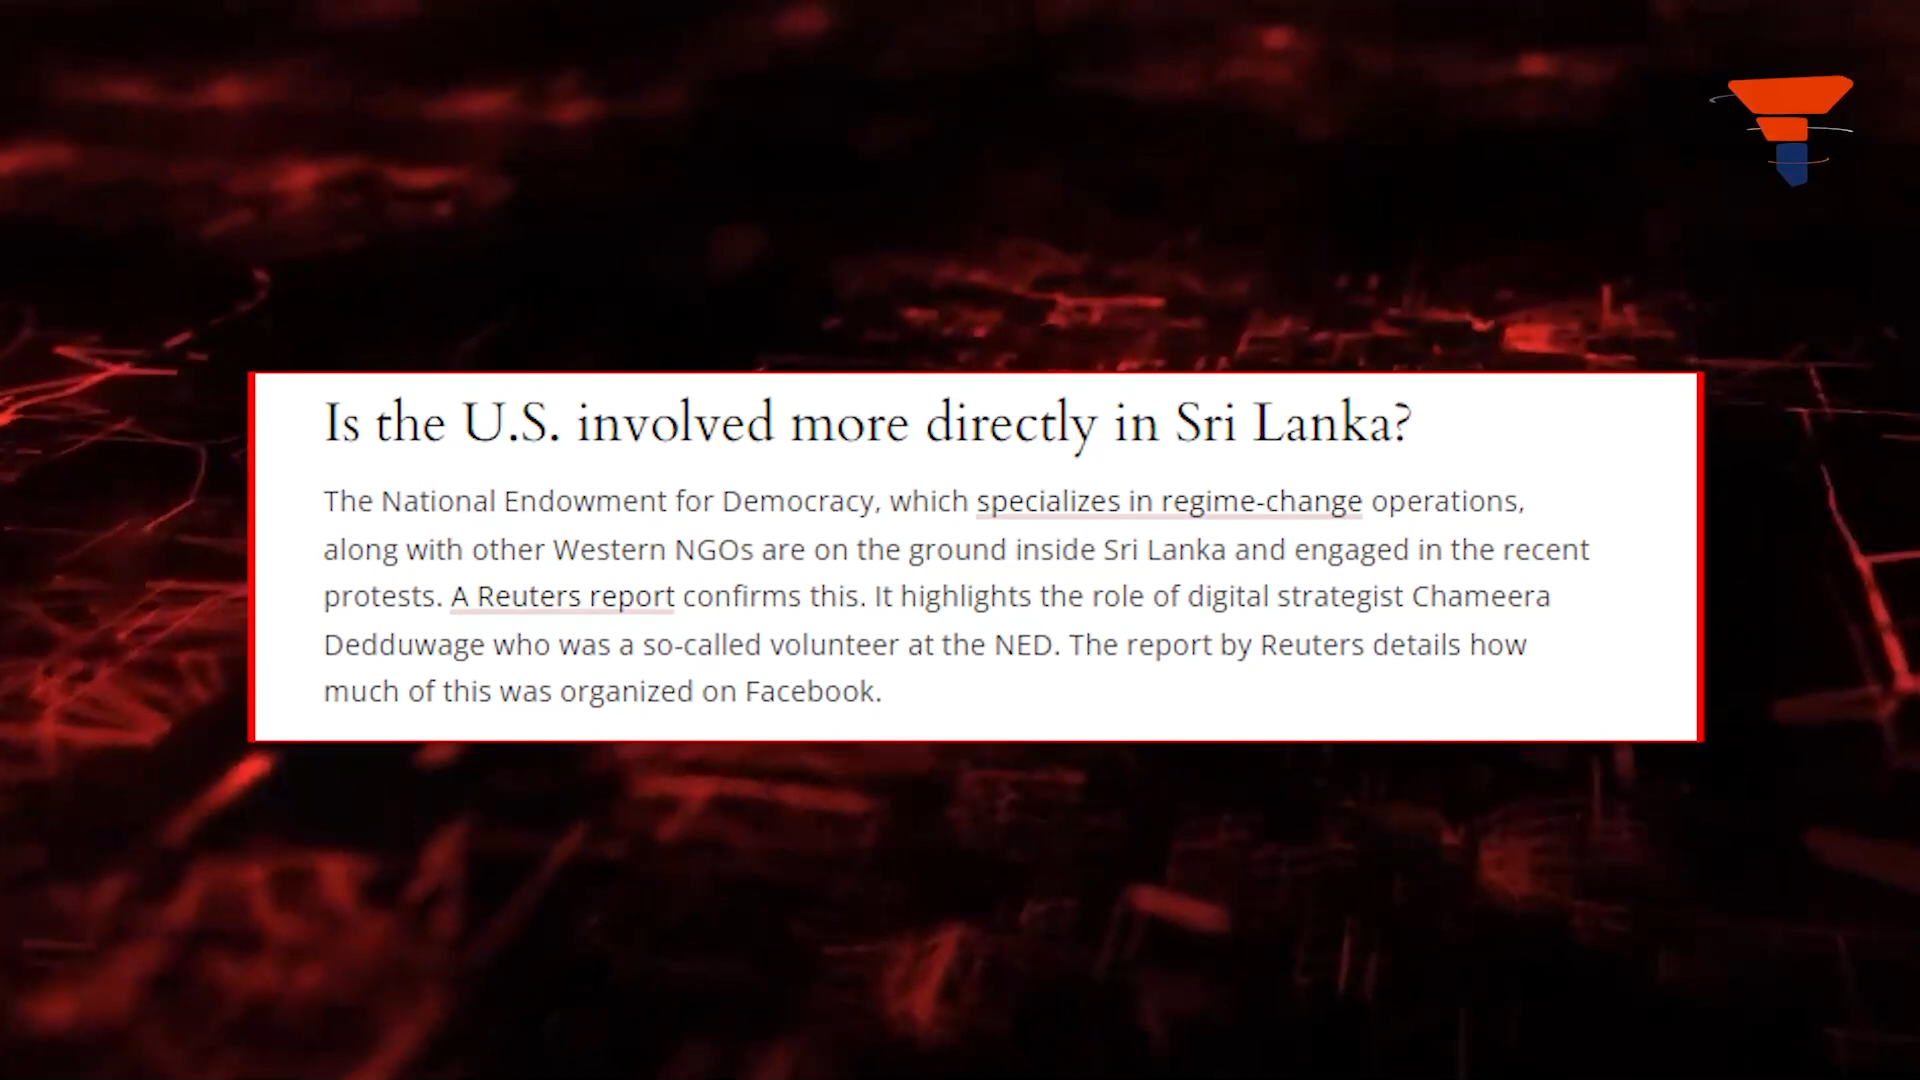 Is the U.S. involved more directly in Sri Lanka?
The National Endowment for Democracy, which specializes in regime-change operations,
along with other Western NGOs are on the ground inside Sri Lanka and engaged in the recent
protests. A Reuters report confirms this. It highlights the role of digital strategist Chameera
Dedduwage who was a so-called volunteer at the NED. The report by Reuters details how
much of this was organized on Facebook.